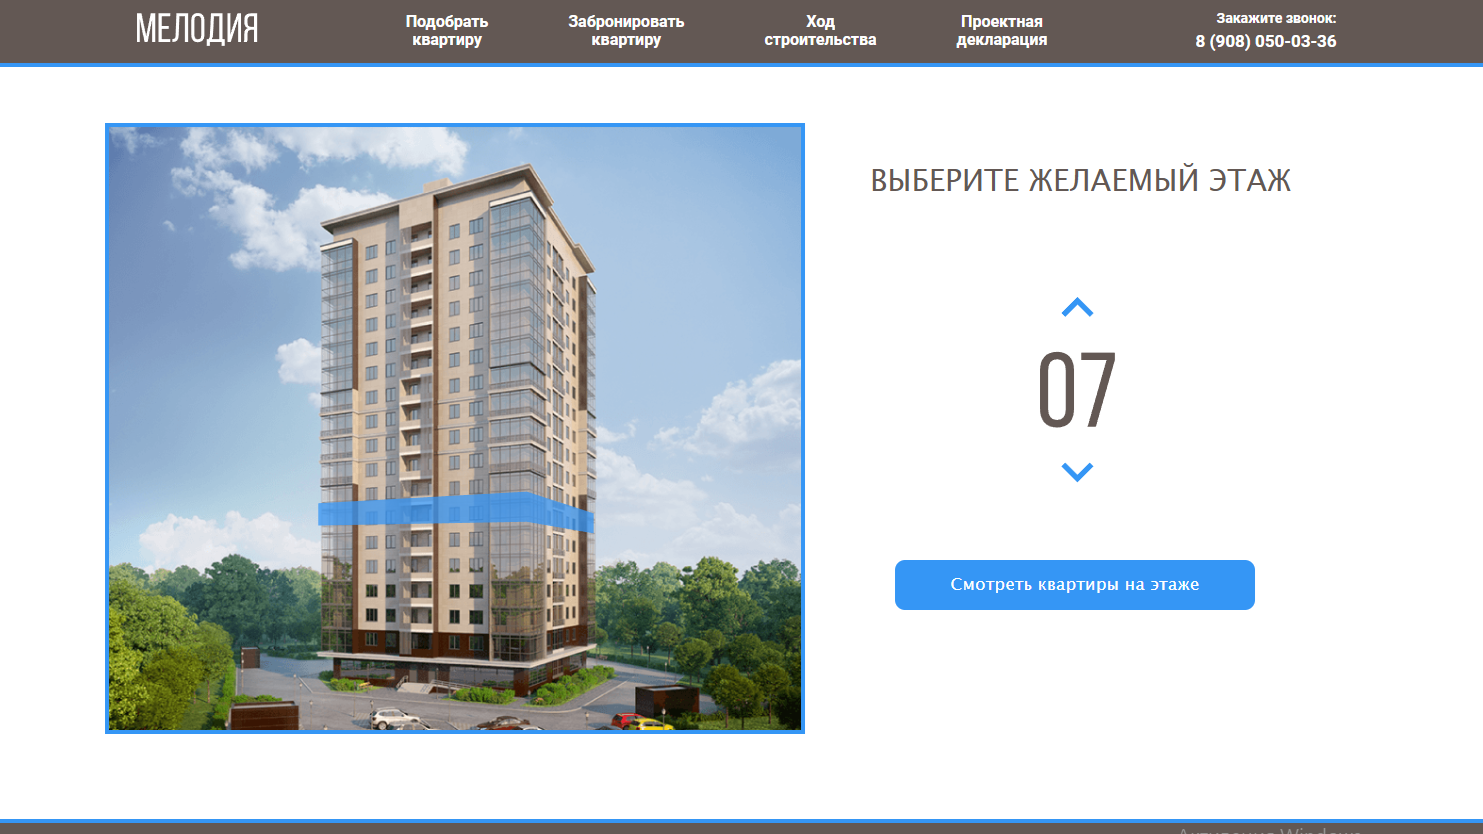 МЕЛОДИЯ
Подобрать
квартиру
Забронировать
квартиру
Ход
строительства
Проектная
декларация
Закажите звонок:
8 (908) 050-03-36
ВЫБЕРИТЕ ЖЕЛАЕМЫЙ ЭТАЖ
07
Смотреть квартиры на этаже